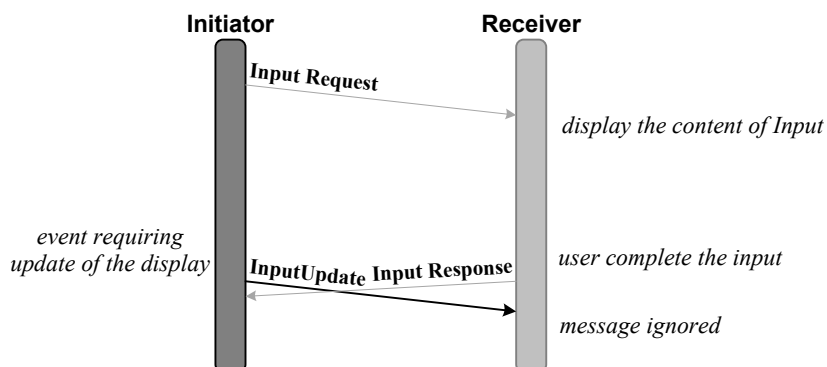 Initiator
Receiver
Input Request
display the content of Input
event requiring
update of the display
InputUpdate
Input Response
user complete the input
message ignored